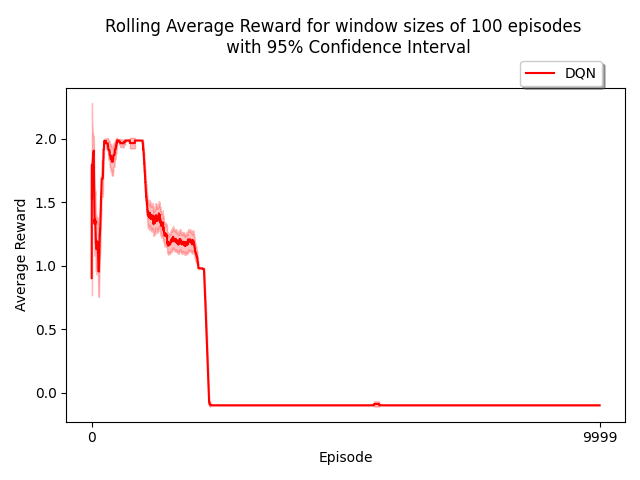 Rolling Average Reward for window sizes of 100 episodes
with 95% Confidence Interval
DQN
Average Reward
2.0
1.5
1.0
0.5
0.0
0
9999
Episode